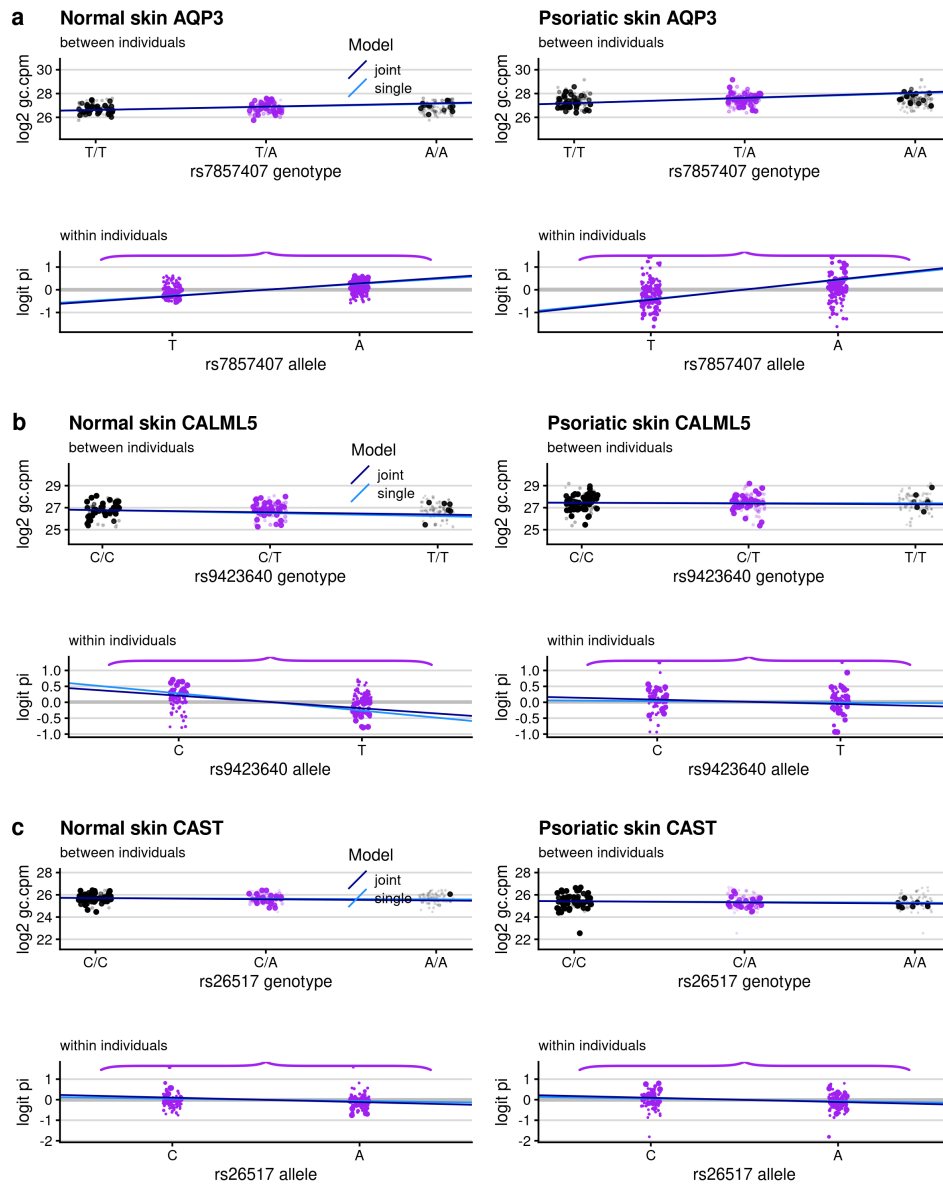 a
Normal skin AQP3
between individuals
Model
joint
single
log2 gc.cpm
30
28
26
T/T
T/A
A/A
rs7857407 genotype
Psoriatic skin AQP3
between individuals
log2 gc.cpm
30
28
26
T/T
T/A
A/A
rs7857407 genotype
within individuals
logit pi
1
0
-1
T
A
rs7857407 allele
within individuals
logit pi
1
0
-1
T
A
rs7857407 allele
b
Normal skin CALML5
between individuals
Model
joint
single
log2 gc.cpm
29
27
25
C/C
C/T
T/T
rs9423640 genotype
Psoriatic skin CALML5
between individuals
log2 gc.cpm
29
27
25
C/C
C/T
T/T
rs9423640 genotype
within individuals
logit pi
1.0
0.5
0.0
-0.5
-1.0
C
T
rs9423640 allele
within individuals
logit pi
1.0
0.5
0.0
-0.5
-1.0
C
T
rs9423640 allele
c
Normal skin CAST
between individuals
Model
joint
single
log2 gc.cpm
28
26
24
22
C/C
C/A
A/A
rs26517 genotype
Psoriatic skin CAST
between individuals
log2 gc.cpm
28
26
24
22
C/C
C/A
A/A
rs26517 genotype
within individuals
logit pi
1
0
-1
-2
C
A
rs26517 allele
within individuals
logit pi
1
0
-1
-2
C
A
rs26517 allele